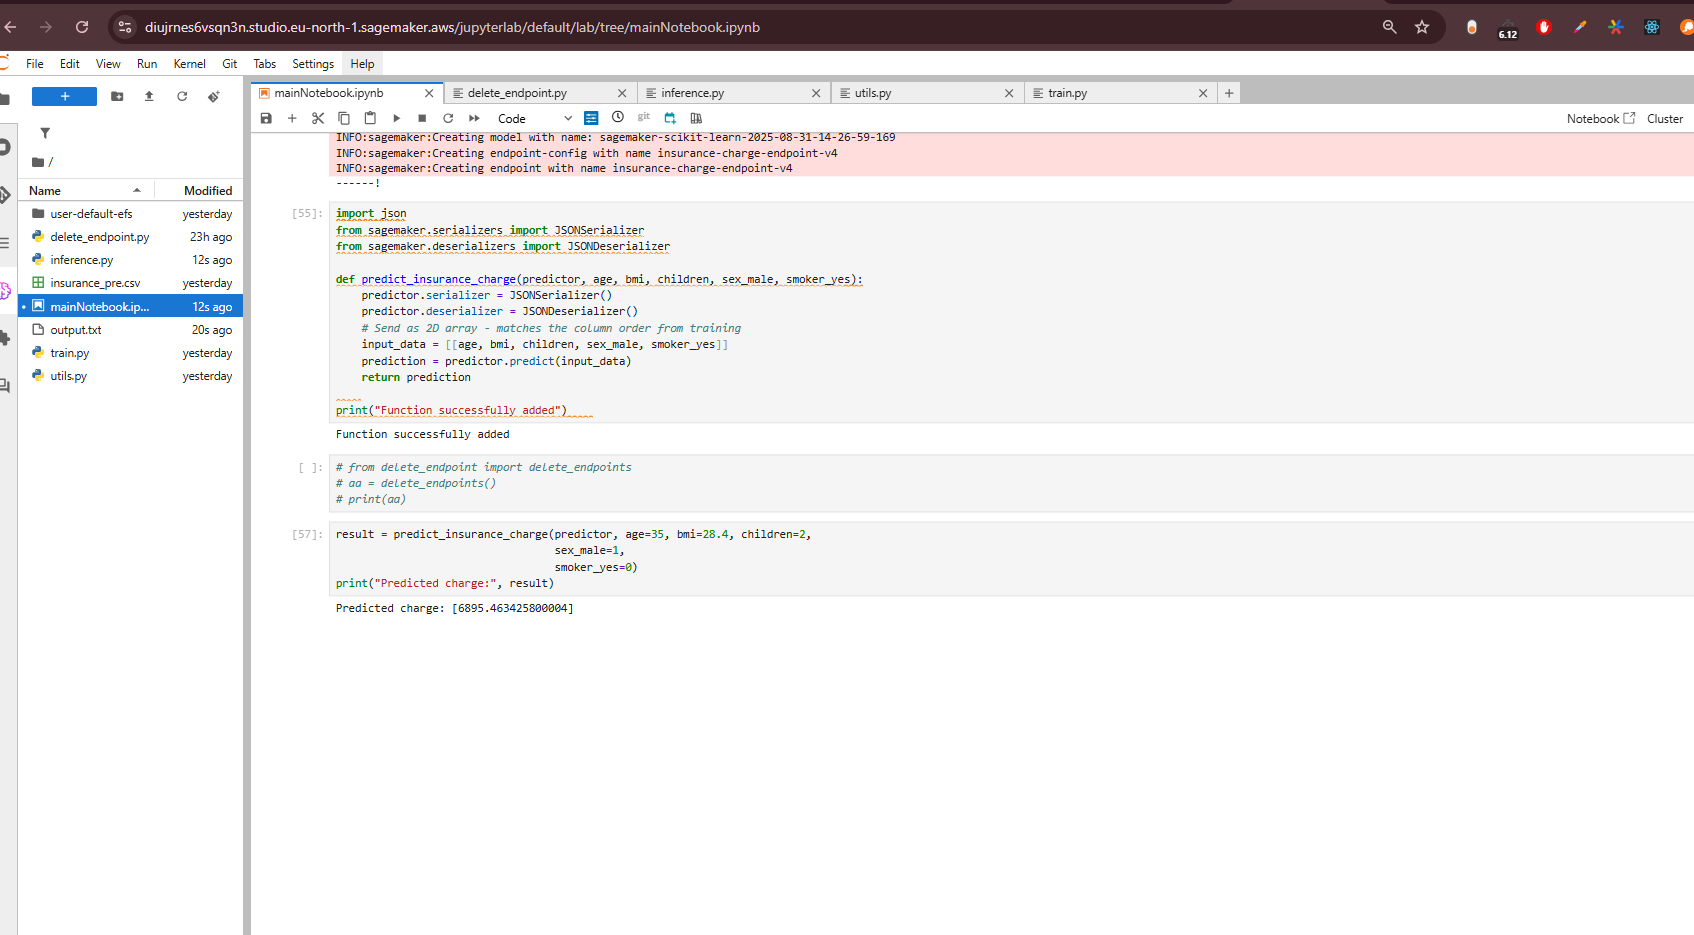 diujrnes6vsqn3n.studio.eu-north-1.sagemaker.aws/jupyterlab/default/lab/tree/mainNotebook.ipynb
6.12
File Edit View Run Kernel Git Tabs Settings Help
mainNotebook.ipynb delete_endpoint.py inference.py utils.py train.py
Code git Notebook Cluster
/
Name Modified
user-default-efs yesterday
delete_endpoint.py 23h ago
inference.py 12s ago
insurance_pre.csv yesterday
mainNotebook.ip... 12s ago
output.txt 20s ago
train.py yesterday
utils.py yesterday
INFO:sagemaker:Creating model with name: sagemaker-scikit-learn-2025-08-31-14-26-59-169
INFO:sagemaker:Creating endpoint-config with name insurance-charge-endpoint-v4
INFO:sagemaker:Creating endpoint with name insurance-charge-endpoint-v4
------!
[55]: import json
from sagemaker.serializers import JSONSerializer
from sagemaker.deserializers import JSONDeserializer
def predict_insurance_charge(predictor, age, bmi, children, sex_male, smoker_yes):
    predictor.serializer = JSONSerializer()
    predictor.deserializer = JSONDeserializer()
    # Send as 2D array - matches the column order from training
    input_data = [[age, bmi, children, sex_male, smoker_yes]]
    prediction = predictor.predict(input_data)
    return prediction
print("Function successfully added")
Function successfully added
[ ]: # from delete_endpoint import delete_endpoints
# aa = delete_endpoints()
# print(aa)
[57]: result = predict_insurance_charge(predictor, age=35, bmi=28.4, children=2,
sex_male=1,
smoker_yes=0)
print("Predicted charge:", result)
Predicted charge: [6895.463425800004]